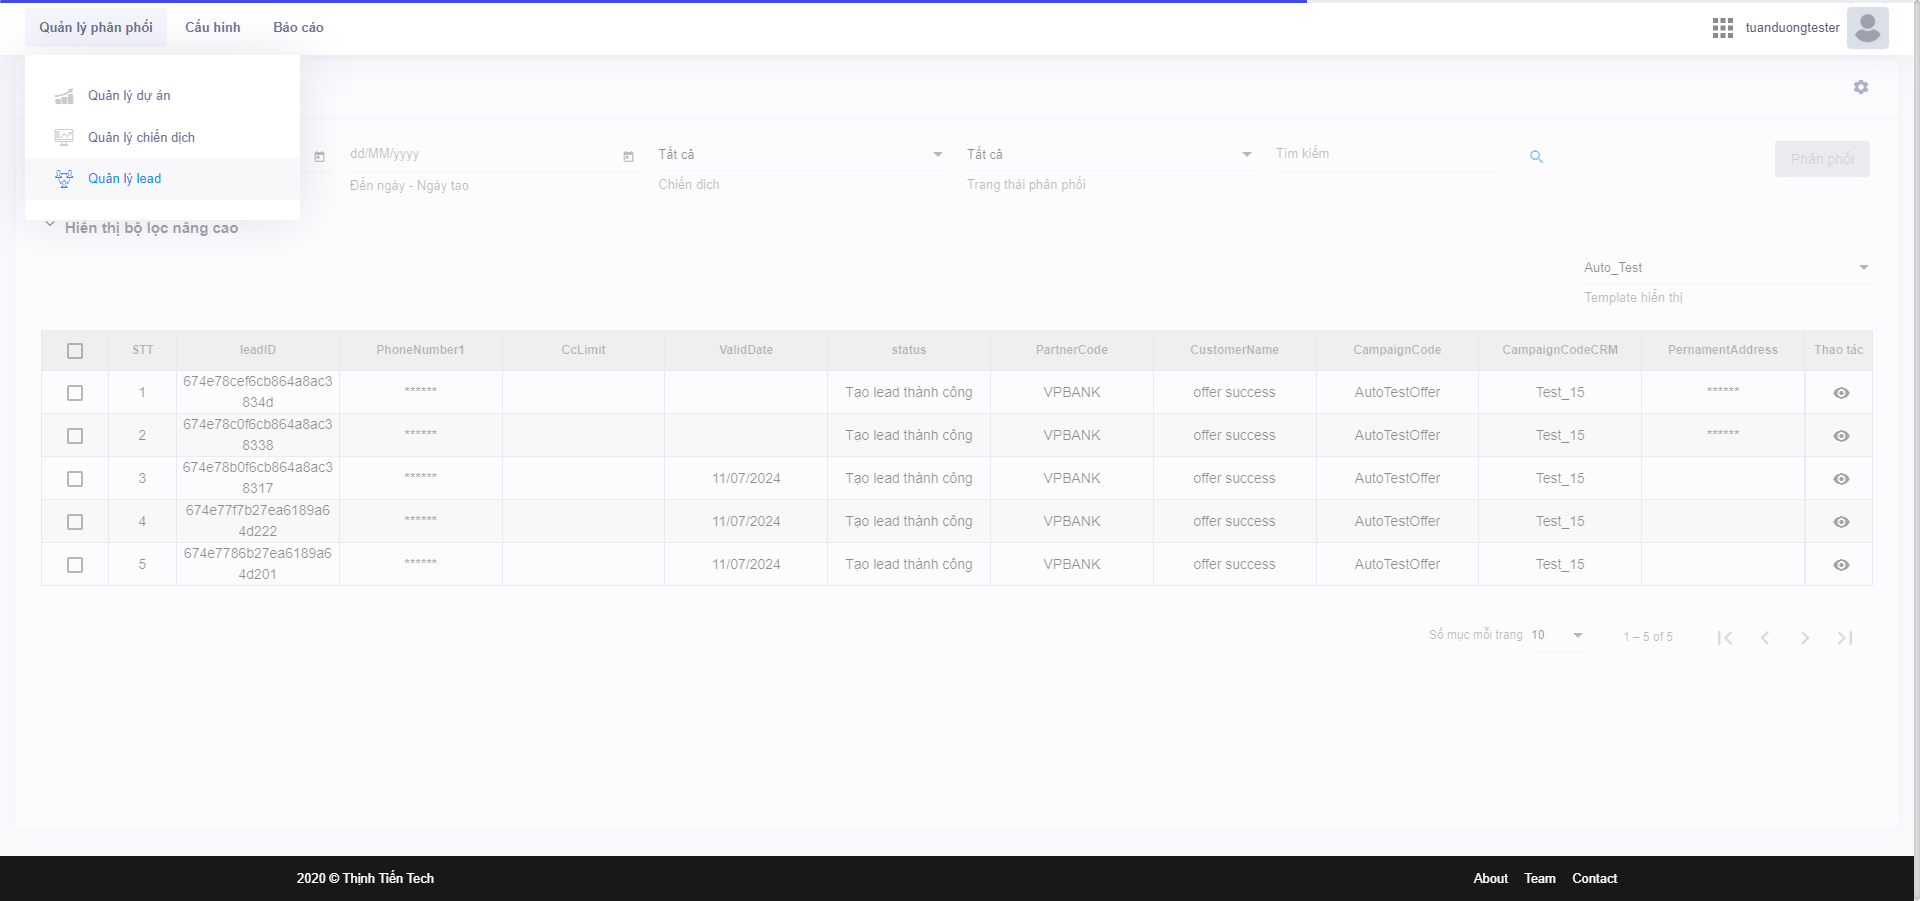 Quản lý phân phối Cấu hình Báo cáo tuanduongtester
Quản lý dự án
Quản lý chiến dịch
Quản lý lead
dd/MM/yyyy Tất cả Tất cả Tìm kiếm Phân phối
Đến ngày - Ngày tạo Chiến dịch Trạng thái phân phối
Hiển thị bộ lọc nâng cao
Auto_Test
Template hiển thị
STT leadID PhoneNumber1 CcLimit ValidDate status PartnerCode CustomerName CampaignCode CampaignCodeCRM PernamentAddress Thao tác
1 674e78cef6cb864a8ac3834d ****** Tạo lead thành công VPBANK offer success AutoTestOffer Test_15 ******
2 674e78c0f6cb864a8ac38338 ****** Tạo lead thành công VPBANK offer success AutoTestOffer Test_15 ******
3 674e78b0f6cb864a8ac38317 ****** 11/07/2024 Tạo lead thành công VPBANK offer success AutoTestOffer Test_15
4 674e77f7b27ea6189a64d222 ****** 11/07/2024 Tạo lead thành công VPBANK offer success AutoTestOffer Test_15
5 674e7786b27ea6189a64d201 ****** 11/07/2024 Tạo lead thành công VPBANK offer success AutoTestOffer Test_15
Số mục mỗi trang 10 1 – 5 of 5
2020 © Thịnh Tiến Tech About Team Contact